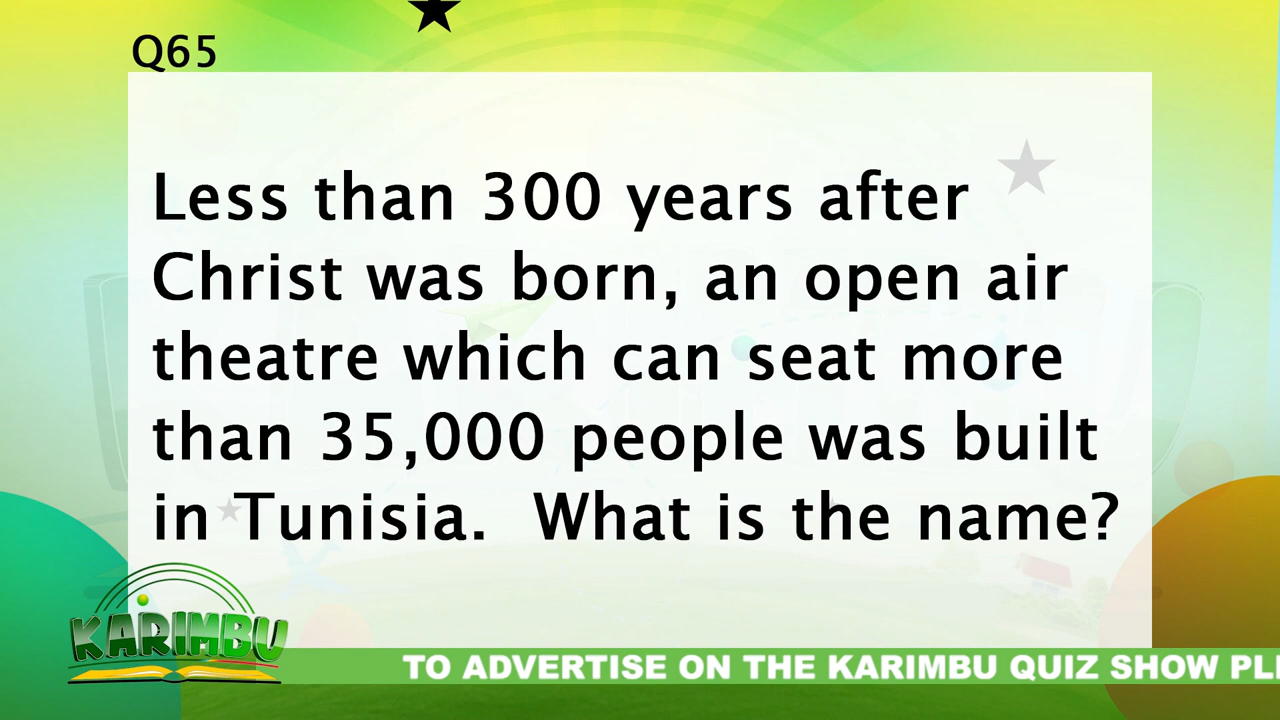 Q65
Less than 300 years after
Christ was born, an open air
theatre which can seat more
than 35,000 people was built
in Tunisia.  What is the name?
KARIMBU
TO ADVERTISE ON THE KARIMBU QUIZ SHOW PL